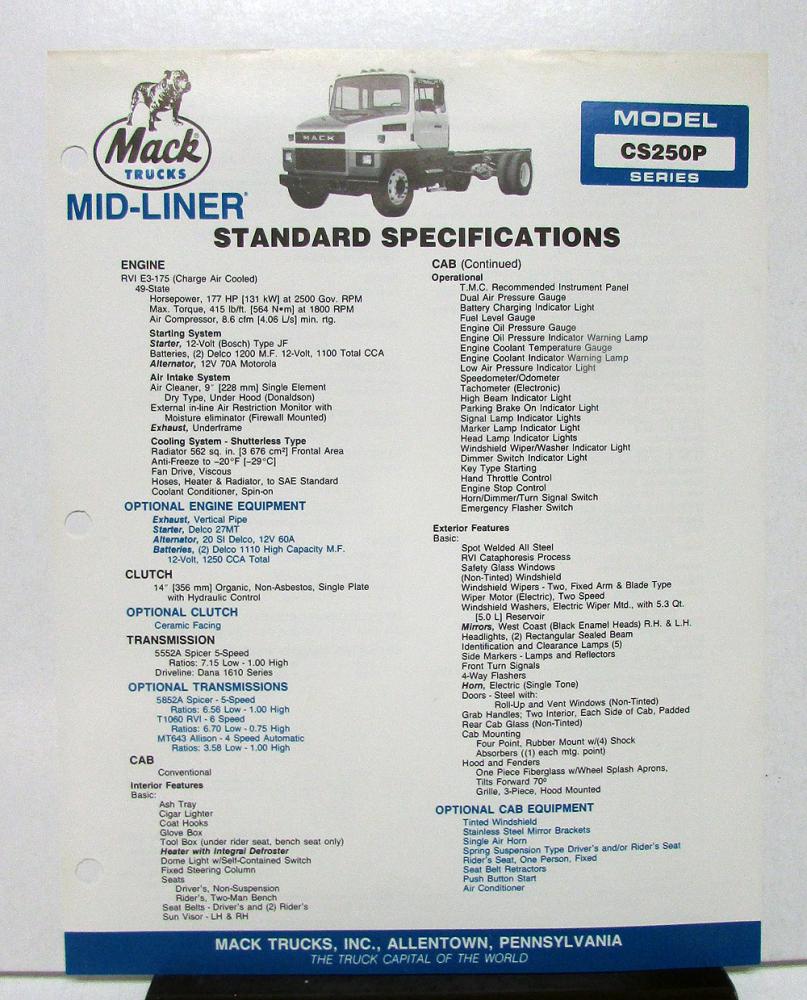 Mack
TRUCKS
MID-LINER®
MACK
MODEL
CS250P
SERIES
STANDARD SPECIFICATIONS
ENGINE
RVI E3-175 (Charge Air Cooled)
49-State
Horsepower, 177 HP [131 kW] at 2500 Gov. RPM
Max. Torque, 415 lb/ft. [564 N•m] at 1800 RPM
Air Compressor, 8.6 cfm [4.06 L/s] min. rtg.
Starting System
Starter, 12-Volt (Bosch) Type JF
Batteries, (2) Delco 1200 M.F. 12-Volt, 1100 Total CCA
Alternator, 12V 70A Motorola
Air Intake System
Air Cleaner, 9" [228 mm] Single Element
Dry Type, Under Hood (Donaldson)
External in-line Air Restriction Monitor with
Moisture eliminator (Firewall Mounted)
Exhaust, Underframe
Cooling System - Shutterless Type
Radiator 562 sq. in. [3 676 cm²] Frontal Area
Anti-Freeze to -20°F [-29°C]
Fan Drive, Viscous
Hoses, Heater & Radiator, to SAE Standard
Coolant Conditioner, Spin-on
OPTIONAL ENGINE EQUIPMENT
Exhaust, Vertical Pipe
Starter, Delco 27MT
Alternator, 20 SI Delco, 12V 60A
Batteries, (2) Delco 1110 High Capacity M.F.
12-Volt, 1250 CCA Total
CLUTCH
14" [356 mm] Organic, Non-Asbestos, Single Plate
with Hydraulic Control
OPTIONAL CLUTCH
Ceramic Facing
TRANSMISSION
5552A Spicer 5-Speed
Ratios: 7.15 Low - 1.00 High
Driveline: Dana 1610 Series
OPTIONAL TRANSMISSIONS
5852A Spicer - 5-Speed
Ratios: 6.56 Low - 1.00 High
T1060 RVI - 6 Speed
Ratios: 6.70 Low - 0.75 High
MT643 Allison - 4 Speed Automatic
Ratios: 3.58 Low - 1.00 High
CAB
Conventional
Interior Features
Basic:
Ash Tray
Cigar Lighter
Coat Hooks
Glove Box
Tool Box (under rider seat, bench seat only)
Heater with Integral Defroster
Dome Light w/Self-Contained Switch
Fixed Steering Column
Seats
Driver's, Non-Suspension
Rider's, Two-Man Bench
Seat Belts - Driver's and (2) Rider's
Sun Visor - LH & RH
CAB (Continued)
Operational
T.M.C. Recommended Instrument Panel
Dual Air Pressure Gauge
Battery Charging Indicator Light
Fuel Level Gauge
Engine Oil Pressure Gauge
Engine Oil Pressure Indicator Warning Lamp
Engine Coolant Temperature Gauge
Engine Coolant Indicator Warning Lamp
Low Air Pressure Indicator Light
Speedometer/Odometer
Tachometer (Electronic)
High Beam Indicator Light
Parking Brake On Indicator Light
Signal Lamp Indicator Lights
Marker Lamp Indicator Light
Head Lamp Indicator Lights
Windshield Wiper/Washer Indicator Light
Dimmer Switch Indicator Light
Key Type Starting
Hand Throttle Control
Engine Stop Control
Horn/Dimmer/Turn Signal Switch
Emergency Flasher Switch
Exterior Features
Basic:
Spot Welded All Steel
RVI Cataphoresis Process
Safety Glass Windows
(Non-Tinted) Windshield
Windshield Wipers - Two, Fixed Arm & Blade Type
Wiper Motor (Electric), Two Speed
Windshield Washers, Electric Wiper Mtd., with 5.3 Qt.
[5.0 L] Reservoir
Mirrors, West Coast (Black Enamel Heads) R.H. & L.H.
Headlights, (2) Rectangular Sealed Beam
Identification and Clearance Lamps (5)
Side Markers - Lamps and Reflectors
Front Turn Signals
4-Way Flashers
Horn, Electric (Single Tone)
Doors - Steel with:
Roll-Up and Vent Windows (Non-Tinted)
Grab Handles; Two Interior, Each Side of Cab, Padded
Rear Cab Glass (Non-Tinted)
Cab Mounting
Four Point, Rubber Mount w/(4) Shock
Absorbers ((1) each mtg. point)
Hood and Fenders
One Piece Fiberglass w/Wheel Splash Aprons,
Tilts Forward 70º
Grille, 3-Piece, Hood Mounted
OPTIONAL CAB EQUIPMENT
Tinted Windshield
Stainless Steel Mirror Brackets
Single Air Horn
Spring Suspension Type Driver's and/or Rider's Seat
Rider's Seat, One Person, Fixed
Seat Belt Retractors
Push Button Start
Air Conditioner
MACK TRUCKS, INC., ALLENTOWN, PENNSYLVANIA
THE TRUCK CAPITAL OF THE WORLD